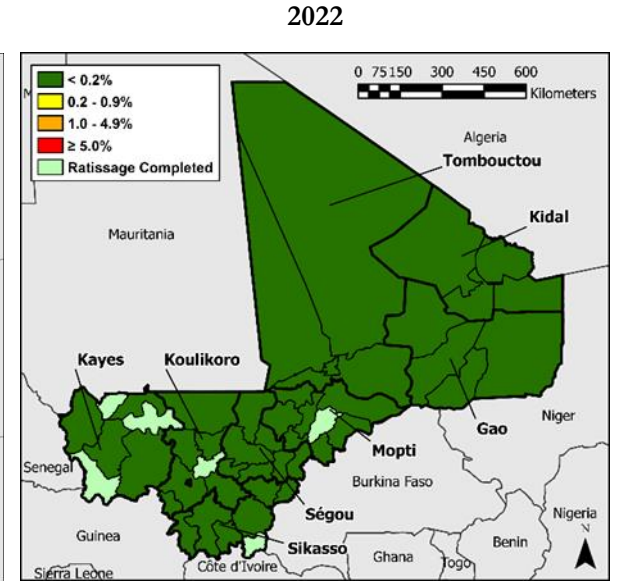 2022
< 0.2%
0.2 - 0.9%
1.0 - 4.9%
≥ 5.0%
Ratissage Completed
0 75 150 300 450 600
Kilometers
M
Algeria
Tombouctou
Kidal
Mauritania
Kayes
Koulikoro
Gao
Niger
Mopti
Senegal
Burkina Faso
Ségou
Nigeria
N
Guinea
Sikasso
Benin
Ghana
Togo
Côte d'Ivoire
Sierra Leone